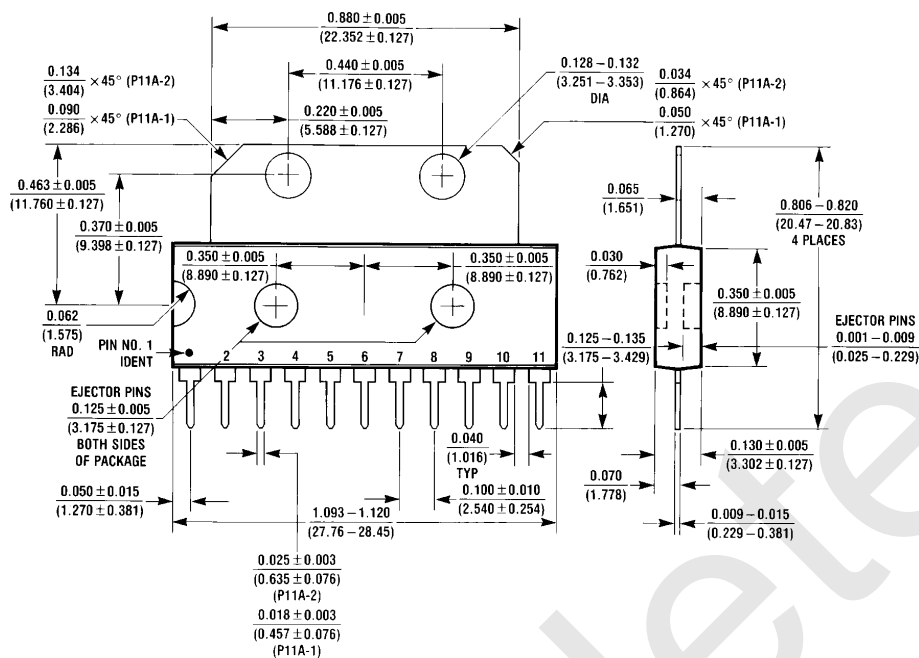 0.880 ± 0.005
(22.352 ± 0.127)
0.134
(3.404)
× 45° (P11A-2)
0.090
(2.286)
× 45° (P11A-1)
0.440 ± 0.005
(11.176 ± 0.127)
0.220 ± 0.005
(5.588 ± 0.127)
0.128 – 0.132
(3.251 – 3.353)
DIA
0.034
(0.864)
× 45° (P11A-2)
0.050
(1.270)
× 45° (P11A-1)
0.463 ± 0.005
(11.760 ± 0.127)
0.370 ± 0.005
(9.398 ± 0.127)
0.065
(1.651)
0.806 – 0.820
(20.47 – 20.83)
4 PLACES
0.350 ± 0.005
(8.890 ± 0.127)
0.350 ± 0.005
(8.890 ± 0.127)
0.030
(0.762)
0.350 ± 0.005
(8.890 ± 0.127)
0.062
(1.575)
RAD
PIN NO. 1
IDENT
2 3 4 5 6 7 8 9 10 11
0.125 – 0.135
(3.175 – 3.429)
EJECTOR PINS
0.001 – 0.009
(0.025 – 0.229)
EJECTOR PINS
0.125 ± 0.005
(3.175 ± 0.127)
BOTH SIDES
OF PACKAGE
0.040
(1.016)
TYP
0.130 ± 0.005
(3.302 ± 0.127)
0.070
(1.778)
0.050 ± 0.015
(1.270 ± 0.381)
1.093 – 1.120
(27.76 – 28.45)
0.100 ± 0.010
(2.540 ± 0.254)
0.009 – 0.015
(0.229 – 0.381)
0.025 ± 0.003
(0.635 ± 0.076)
(P11A-2)
0.018 ± 0.003
(0.457 ± 0.076)
(P11A-1)
lete